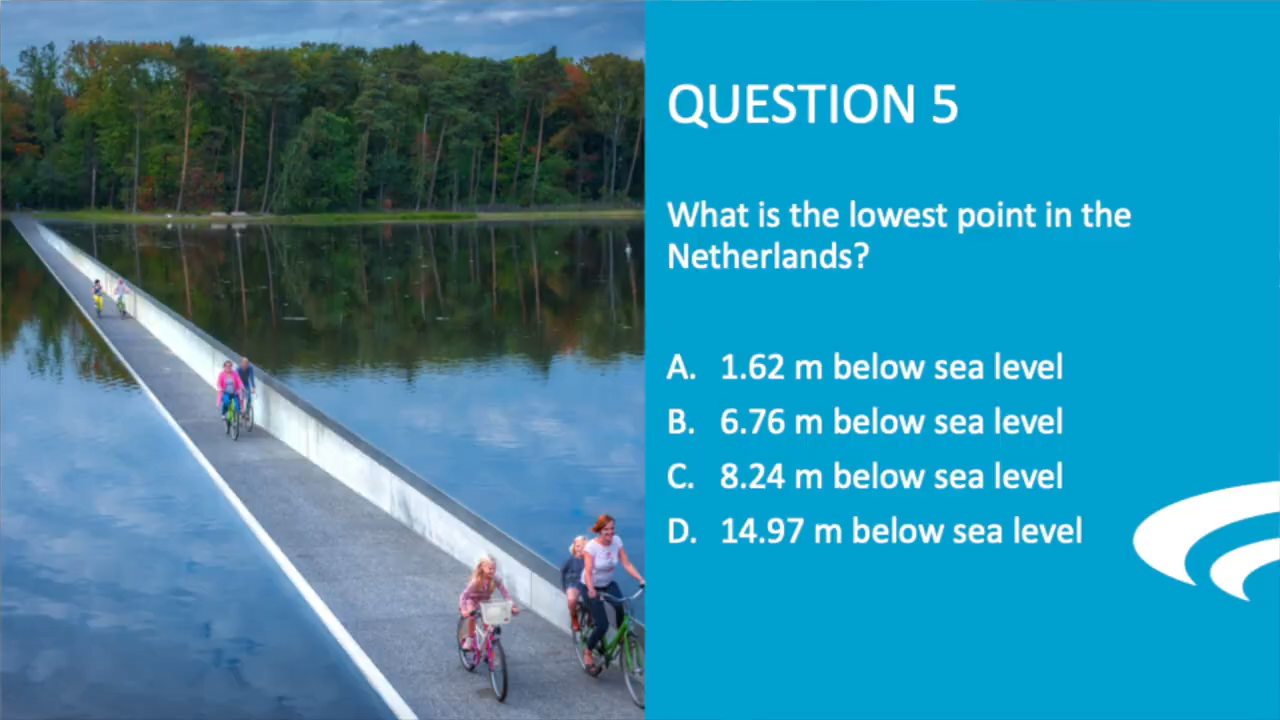 QUESTION 5
What is the lowest point in the
Netherlands?
A. 1.62 m below sea level
B. 6.76 m below sea level
C. 8.24 m below sea level
D. 14.97 m below sea level